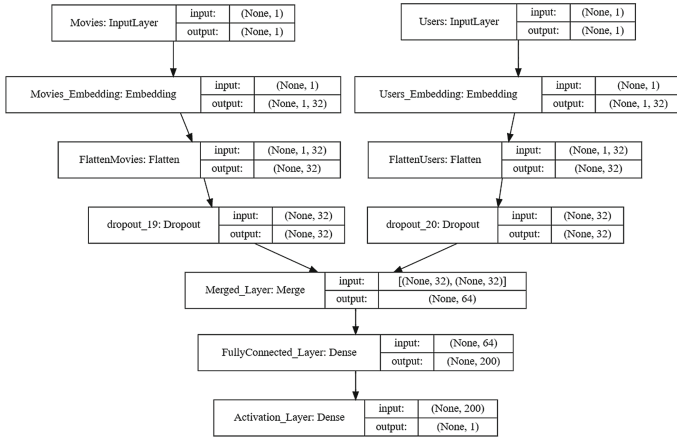 Movies: InputLayer
input: (None, 1)
output: (None, 1)
Users: InputLayer
input: (None, 1)
output: (None, 1)
Movies_Embedding: Embedding
input: (None, 1)
output: (None, 1, 32)
Users_Embedding: Embedding
input: (None, 1)
output: (None, 1, 32)
FlattenMovies: Flatten
input: (None, 1, 32)
output: (None, 32)
FlattenUsers: Flatten
input: (None, 1, 32)
output: (None, 32)
dropout_19: Dropout
input: (None, 32)
output: (None, 32)
dropout_20: Dropout
input: (None, 32)
output: (None, 32)
Merged_Layer: Merge
input: [(None, 32), (None, 32)]
output: (None, 64)
FullyConnected_Layer: Dense
input: (None, 64)
output: (None, 200)
Activation_Layer: Dense
input: (None, 200)
output: (None, 1)